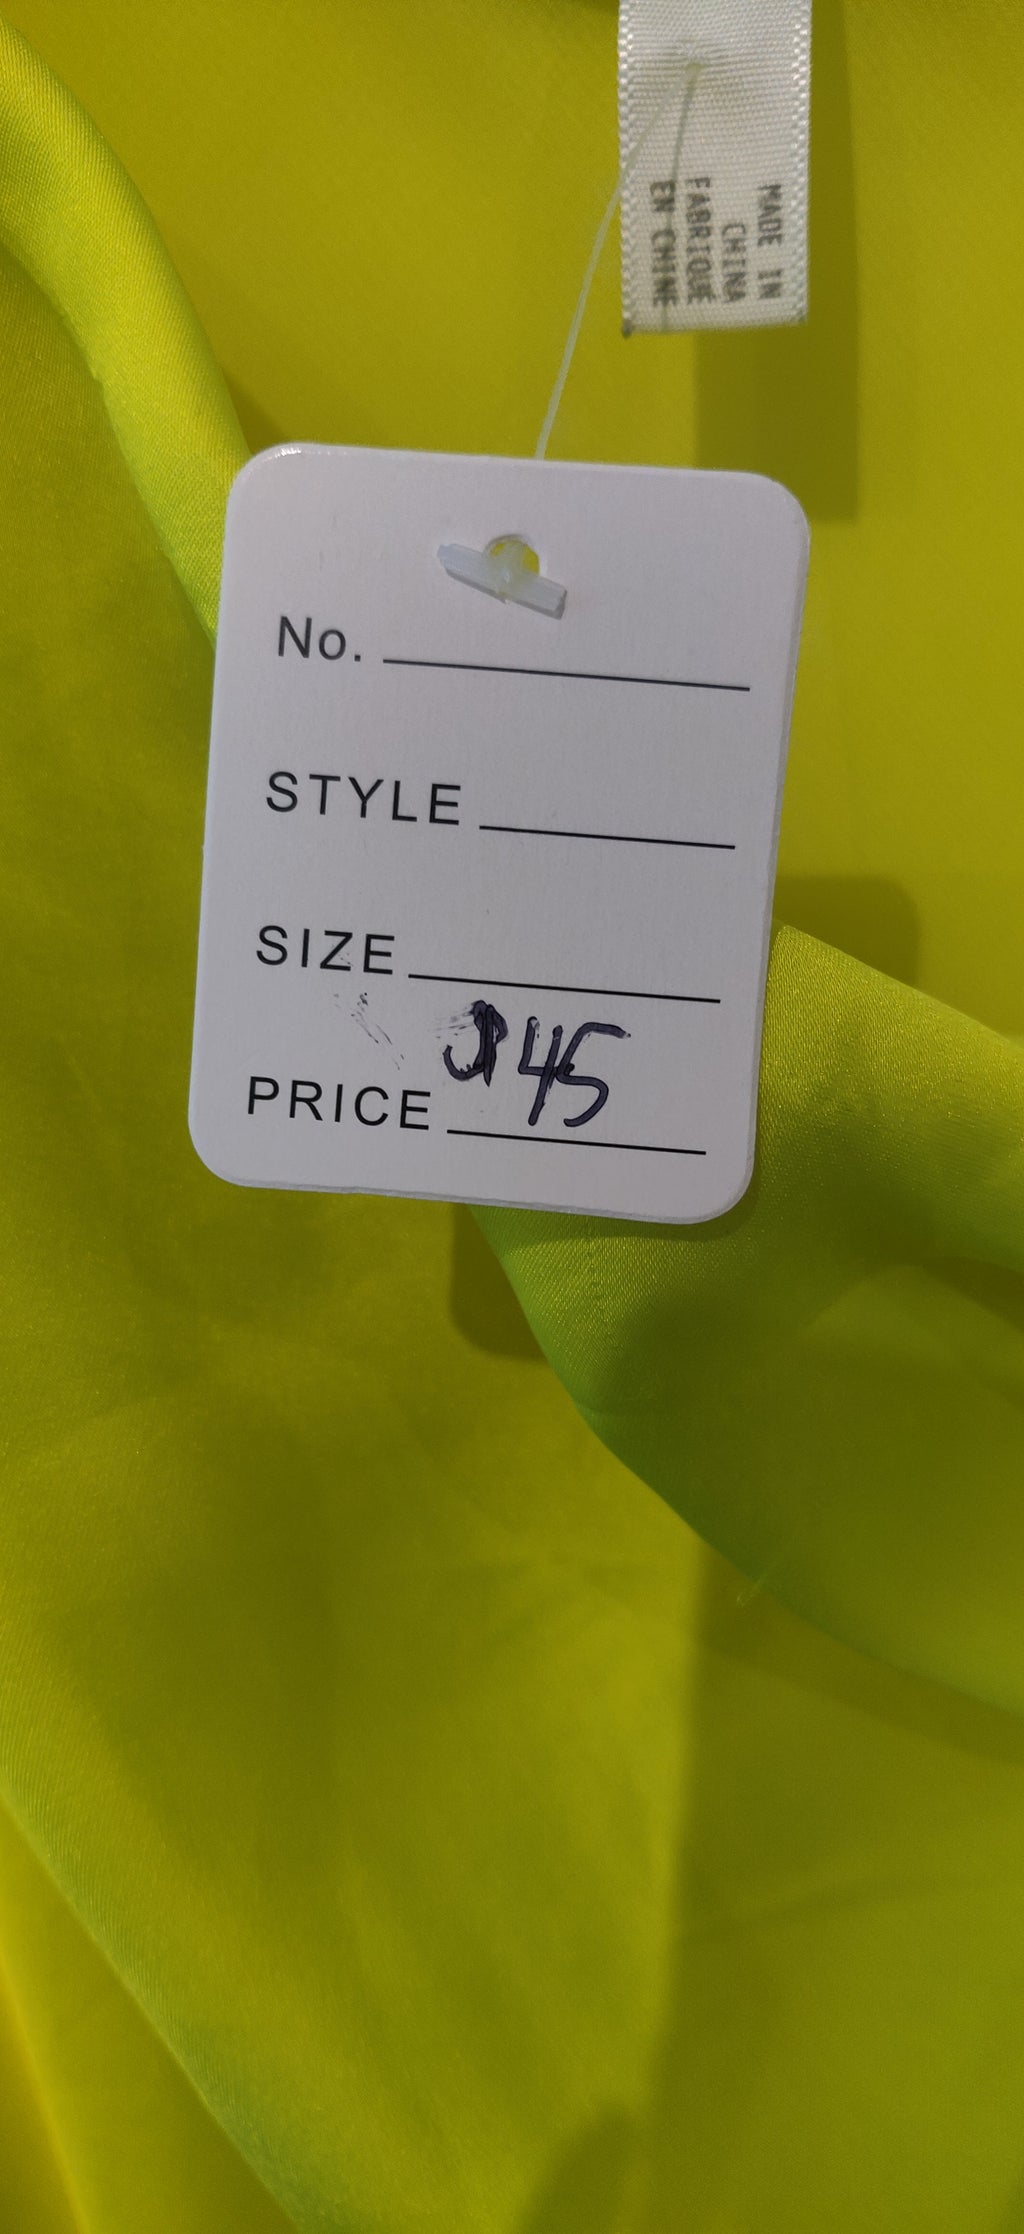 MADE IN
CHINA
FABRIQUE
EN CHINE
No.
STYLE
SIZE
PRICE $45